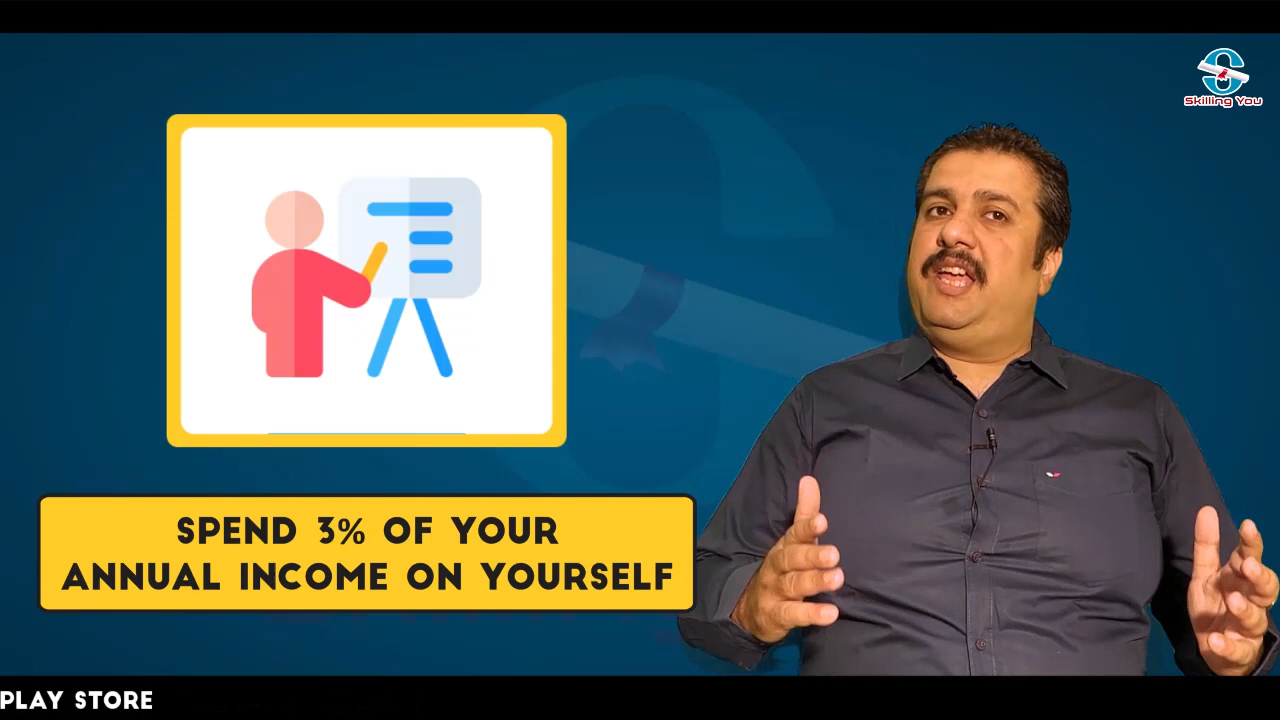 Skilling You
SPEND 3% OF YOUR
ANNUAL INCOME ON YOURSELF
PLAY STORE